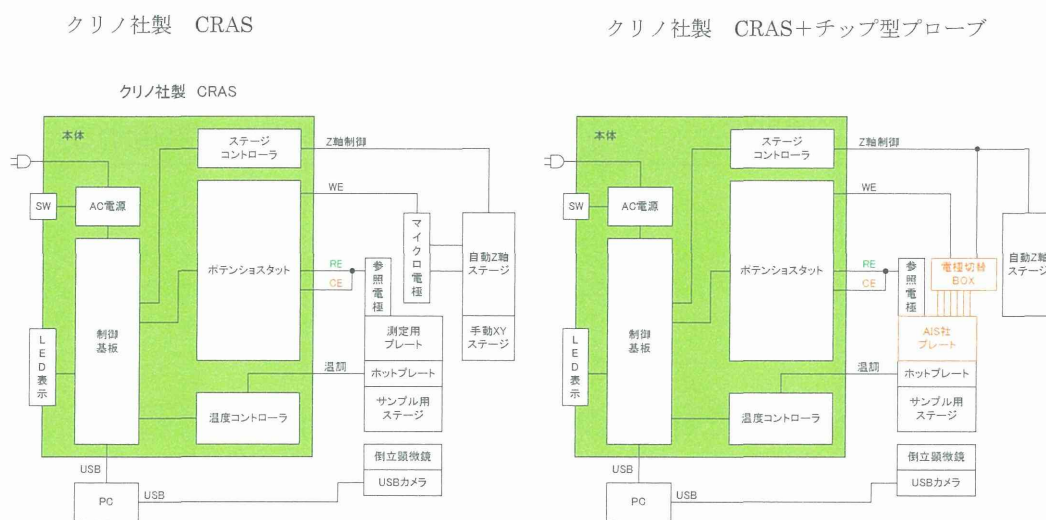 クリノ社製 CRAS
クリノ社製 CRAS
本体
ステージ
コントローラ
Z軸制御
SW
AC電源
WE
マイクロ電極
自動Z軸
ステージ
ポテンショスタット
RE
CE
参照電極
制御
基板
測定用
プレート
手動XY
ステージ
LED表示
温調
ホットプレート
サンプル用
ステージ
温度コントローラ
倒立顕微鏡
USBカメラ
USB
PC
USB
クリノ社製 CRAS+チップ型プローブ
本体
ステージ
コントローラ
Z軸制御
SW
AC電源
WE
自動Z軸
ステージ
ポテンショスタット
RE
CE
参照電極
電極切替
BOX
制御
基板
AIS社
プレート
LED表示
温調
ホットプレート
サンプル用
ステージ
温度コントローラ
倒立顕微鏡
USBカメラ
USB
PC
USB